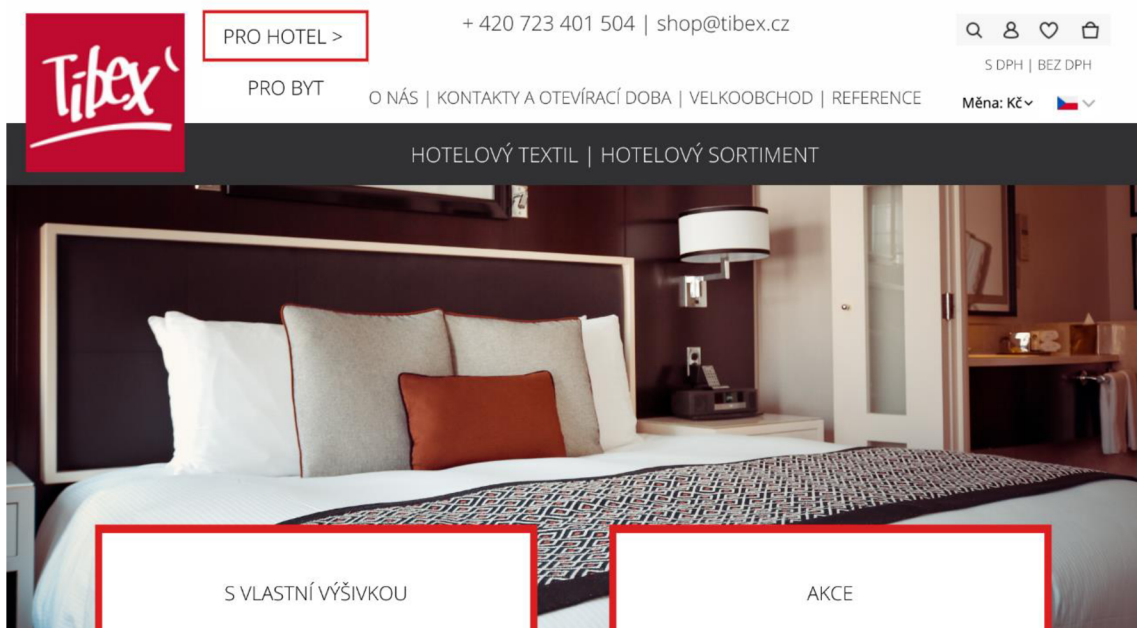 Tibex
PRO HOTEL >
PRO BYT
+ 420 723 401 504 | shop@tibex.cz
S DPH | BEZ DPH
O NÁS | KONTAKTY A OTEVÍRACÍ DOBA | VELKOOBCHOD | REFERENCE
Měna: Kč
HOTELOVÝ TEXTIL | HOTELOVÝ SORTIMENT
S VLASTNÍ VÝŠIVKOU
AKCE